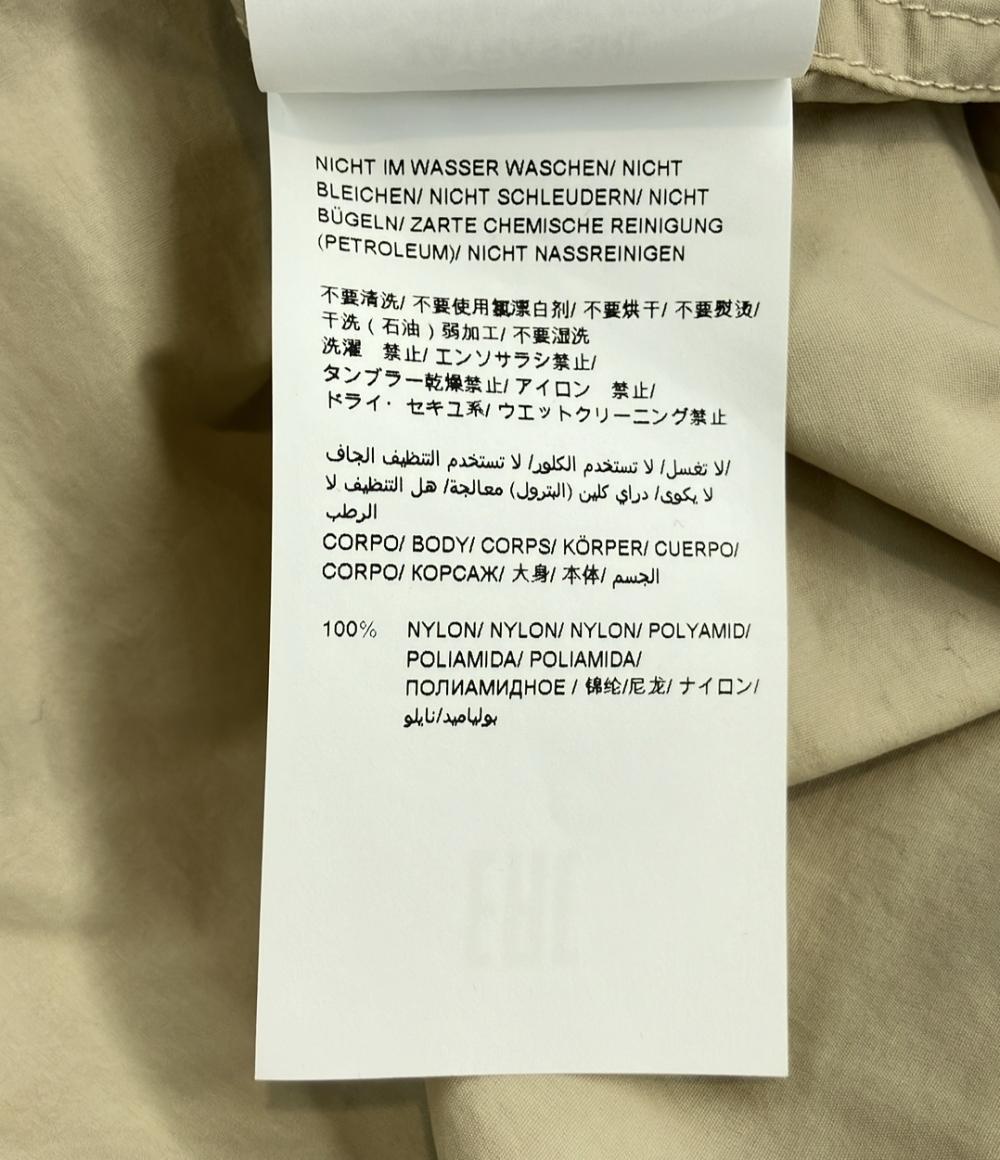 NICHT IM WASSER WASCHEN/ NICHT
BLEICHEN/ NICHT SCHLEUDERN/ NICHT
BÜGELN/ ZARTE CHEMISCHE REINIGUNG
(PETROLEUM)/ NICHT NASSREINIGEN
不要清洗/ 不要使用氯漂白剂/ 不要烘干/ 不要熨烫/
干洗 ( 石油 ) 弱加工/ 不要湿洗
洗濯　禁止/ エンソサラシ禁止/
タンブラー乾燥禁止/ アイロン　禁止/
ドライ・ セキユ系/ ウエットクリーニング禁止
لا تغسل/ لا تستخدم الكلور/ لا تستخدم التنظيف الجاف/
لا يكوى/ دراي كلين (البترول) معالجة/ هل التنظيف لا
الرطب
CORPO/ BODY/ CORPS/ KÖRPER/ CUERPO/
CORPO/ КОРСАЖ/ 大身/ 本体/ الجسم
100% NYLON/ NYLON/ NYLON/ POLYAMID/
POLIAMIDA/ POLIAMIDA/
ПОЛИАМИДНОЕ / 锦纶/尼龙/ ナイロン/
بولياميد/نايلو